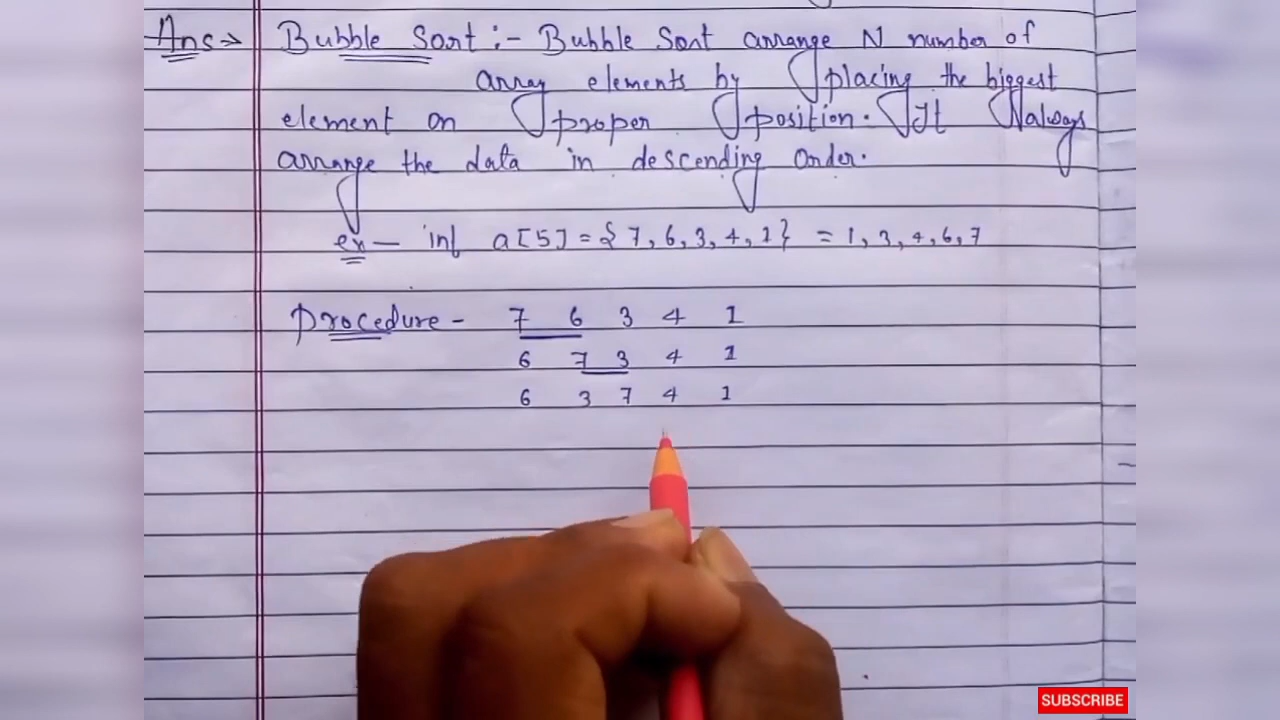 Ans⇒ Bubble Sort :- Bubble Sort arrange N number of
array elements by placing the biggest
element on proper position. It always
arrange the data in descending order.
ex — int a[5] = {7, 6, 3, 4, 1} = 1, 3, 4, 6, 7
Procedure - 7 6 3 4 1
6 7 3 4 1
6 3 7 4 1
SUBSCRIBE